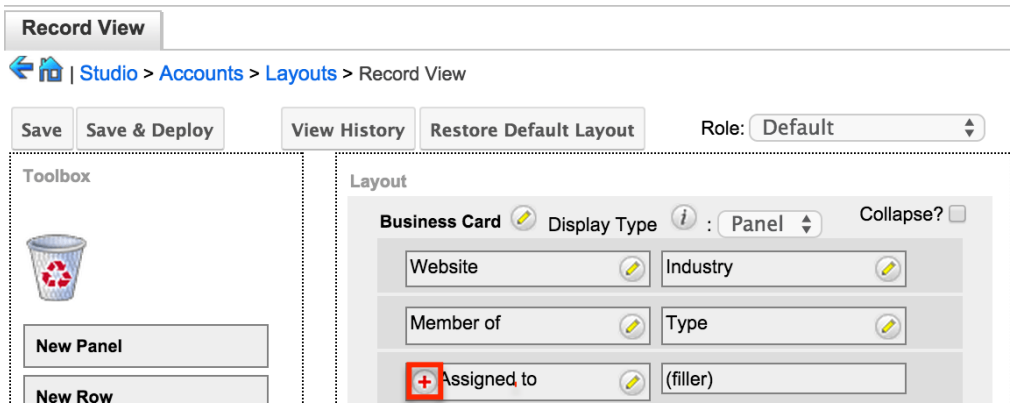 Record View
| Studio > Accounts > Layouts > Record View
Save Save & Deploy View History Restore Default Layout Role: Default
Toolbox
Layout
Business Card Display Type i : Panel Collapse?
Website Industry
Member of Type
New Panel
+ Assigned to (filler)
New Row